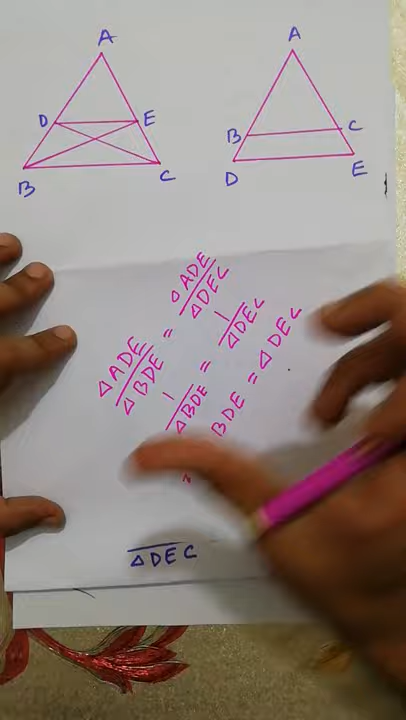 A
D E
B C
A
B C
D E
ΔADE/ΔBDE = ΔADE/ΔDEC
1/ΔBDE = 1/ΔDEC
BDE = ΔDEC
ΔDEC